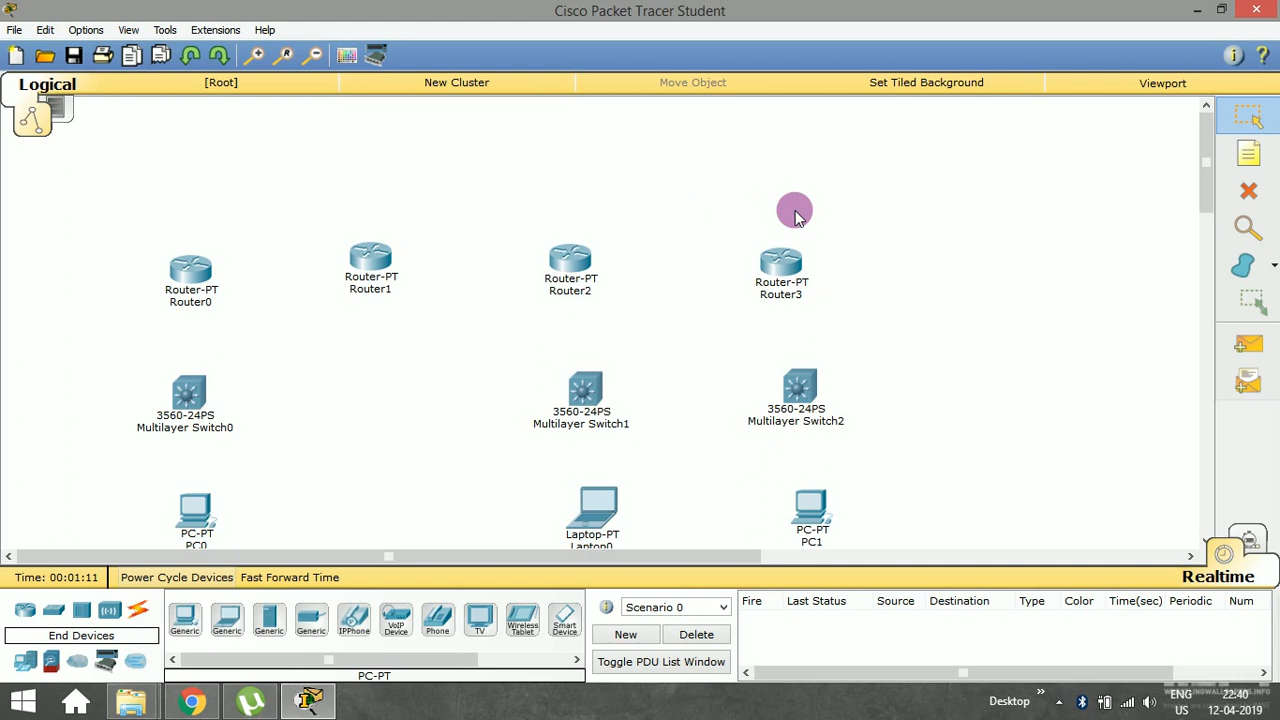 Cisco Packet Tracer Student
File Edit Options View Tools Extensions Help
Logical [Root] New Cluster Move Object Set Tiled Background Viewport
Router-PT
Router0
Router-PT
Router1
Router-PT
Router2
Router-PT
Router3
3560-24PS
Multilayer Switch0
3560-24PS
Multilayer Switch1
3560-24PS
Multilayer Switch2
PC-PT
PC0
Laptop-PT
Laptop0
PC-PT
PC1
Time: 00:01:11 Power Cycle Devices Fast Forward Time Realtime
End Devices
Generic Generic Generic Generic IPPhone VoIP Device Phone TV Wireless Tablet Smart Device
PC-PT
Scenario 0
New Delete
Toggle PDU List Window
Fire Last Status Source Destination Type Color Time(sec) Periodic Num
Desktop
ENG
US
22:40
12-04-2019